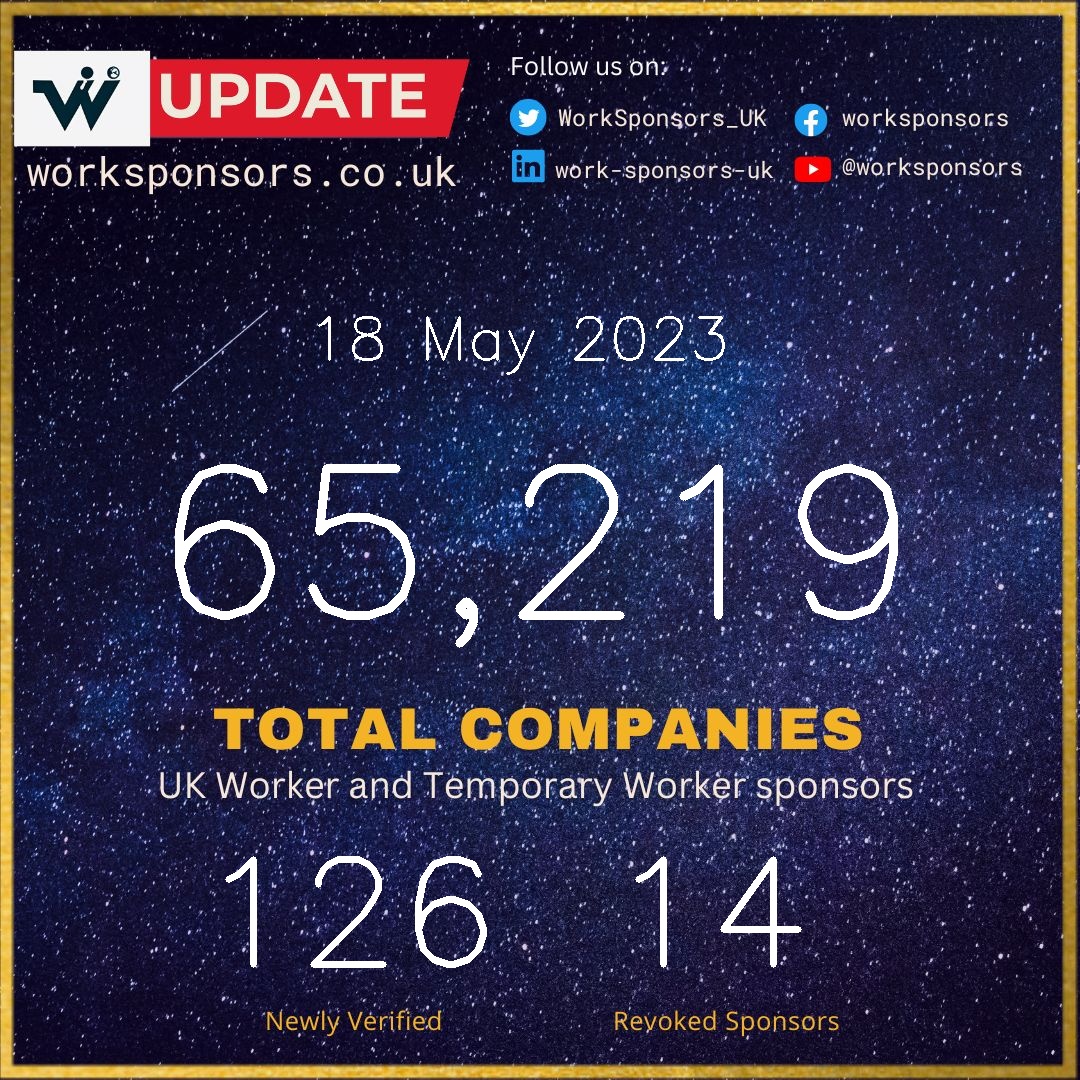 UPDATE
worksponsors.co.uk
Follow us on:
WorkSponsors_UK
worksponsors
work-sponsors-uk
@worksponsors
18 May 2023
65,219
TOTAL COMPANIES
UK Worker and Temporary Worker sponsors
126
14
Newly Verified
Revoked Sponsors